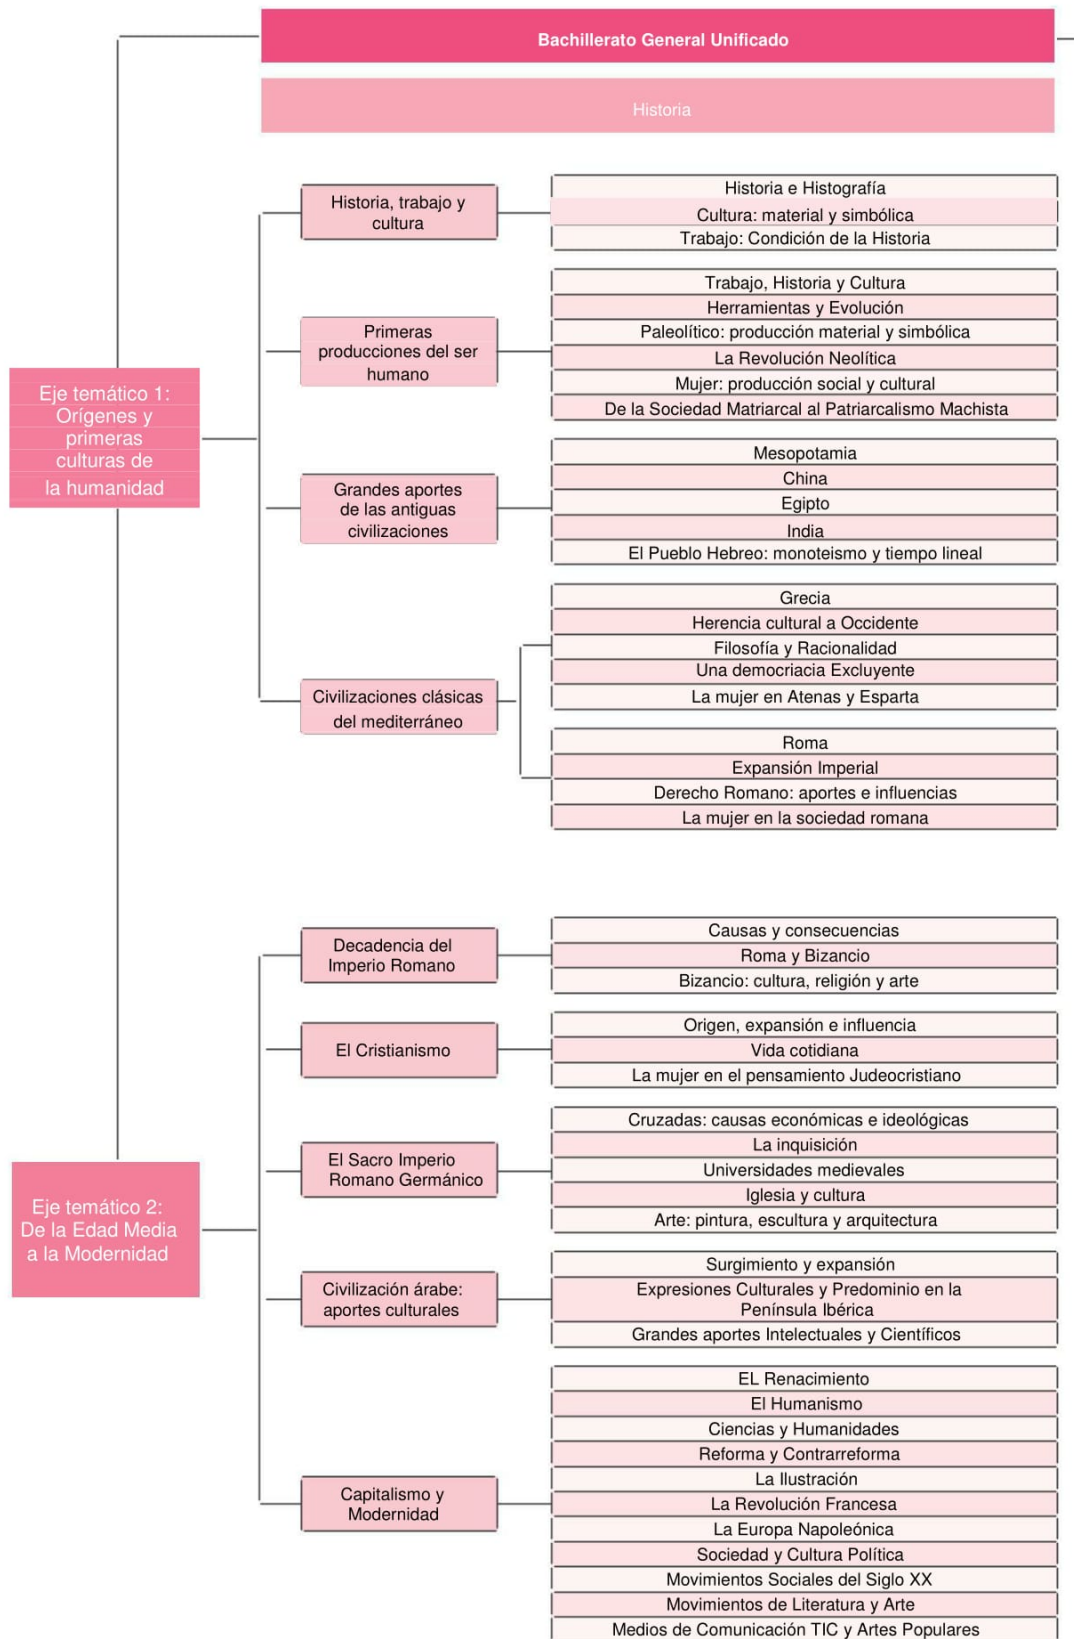 Bachillerato General Unificado
Historia
Eje temático 1:
Orígenes y
primeras
culturas de
la humanidad
Historia, trabajo y
cultura
Historia e Histografía
Cultura: material y simbólica
Trabajo: Condición de la Historia
Primeras
producciones del ser
humano
Trabajo, Historia y Cultura
Herramientas y Evolución
Paleolítico: producción material y simbólica
La Revolución Neolítica
Mujer: producción social y cultural
De la Sociedad Matriarcal al Patriarcalismo Machista
Grandes aportes
de las antiguas
civilizaciones
Mesopotamia
China
Egipto
India
El Pueblo Hebreo: monoteismo y tiempo lineal
Civilizaciones clásicas
del mediterráneo
Grecia
Herencia cultural a Occidente
Filosofía y Racionalidad
Una democracia Excluyente
La mujer en Atenas y Esparta
Roma
Expansión Imperial
Derecho Romano: aportes e influencias
La mujer en la sociedad romana
Eje temático 2:
De la Edad Media
a la Modernidad
Decadencia del
Imperio Romano
Causas y consecuencias
Roma y Bizancio
Bizancio: cultura, religión y arte
El Cristianismo
Origen, expansión e influencia
Vida cotidiana
La mujer en el pensamiento Judeocristiano
El Sacro Imperio
Romano Germánico
Cruzadas: causas económicas e ideológicas
La inquisición
Universidades medievales
Iglesia y cultura
Arte: pintura, escultura y arquitectura
Civilización árabe:
aportes culturales
Surgimiento y expansión
Expresiones Culturales y Predominio en la
Península Ibérica
Grandes aportes Intelectuales y Científicos
Capitalismo y
Modernidad
EL Renacimiento
El Humanismo
Ciencias y Humanidades
Reforma y Contrarreforma
La Ilustración
La Revolución Francesa
La Europa Napoleónica
Sociedad y Cultura Política
Movimientos Sociales del Siglo XX
Movimientos de Literatura y Arte
Medios de Comunicación TIC y Artes Populares